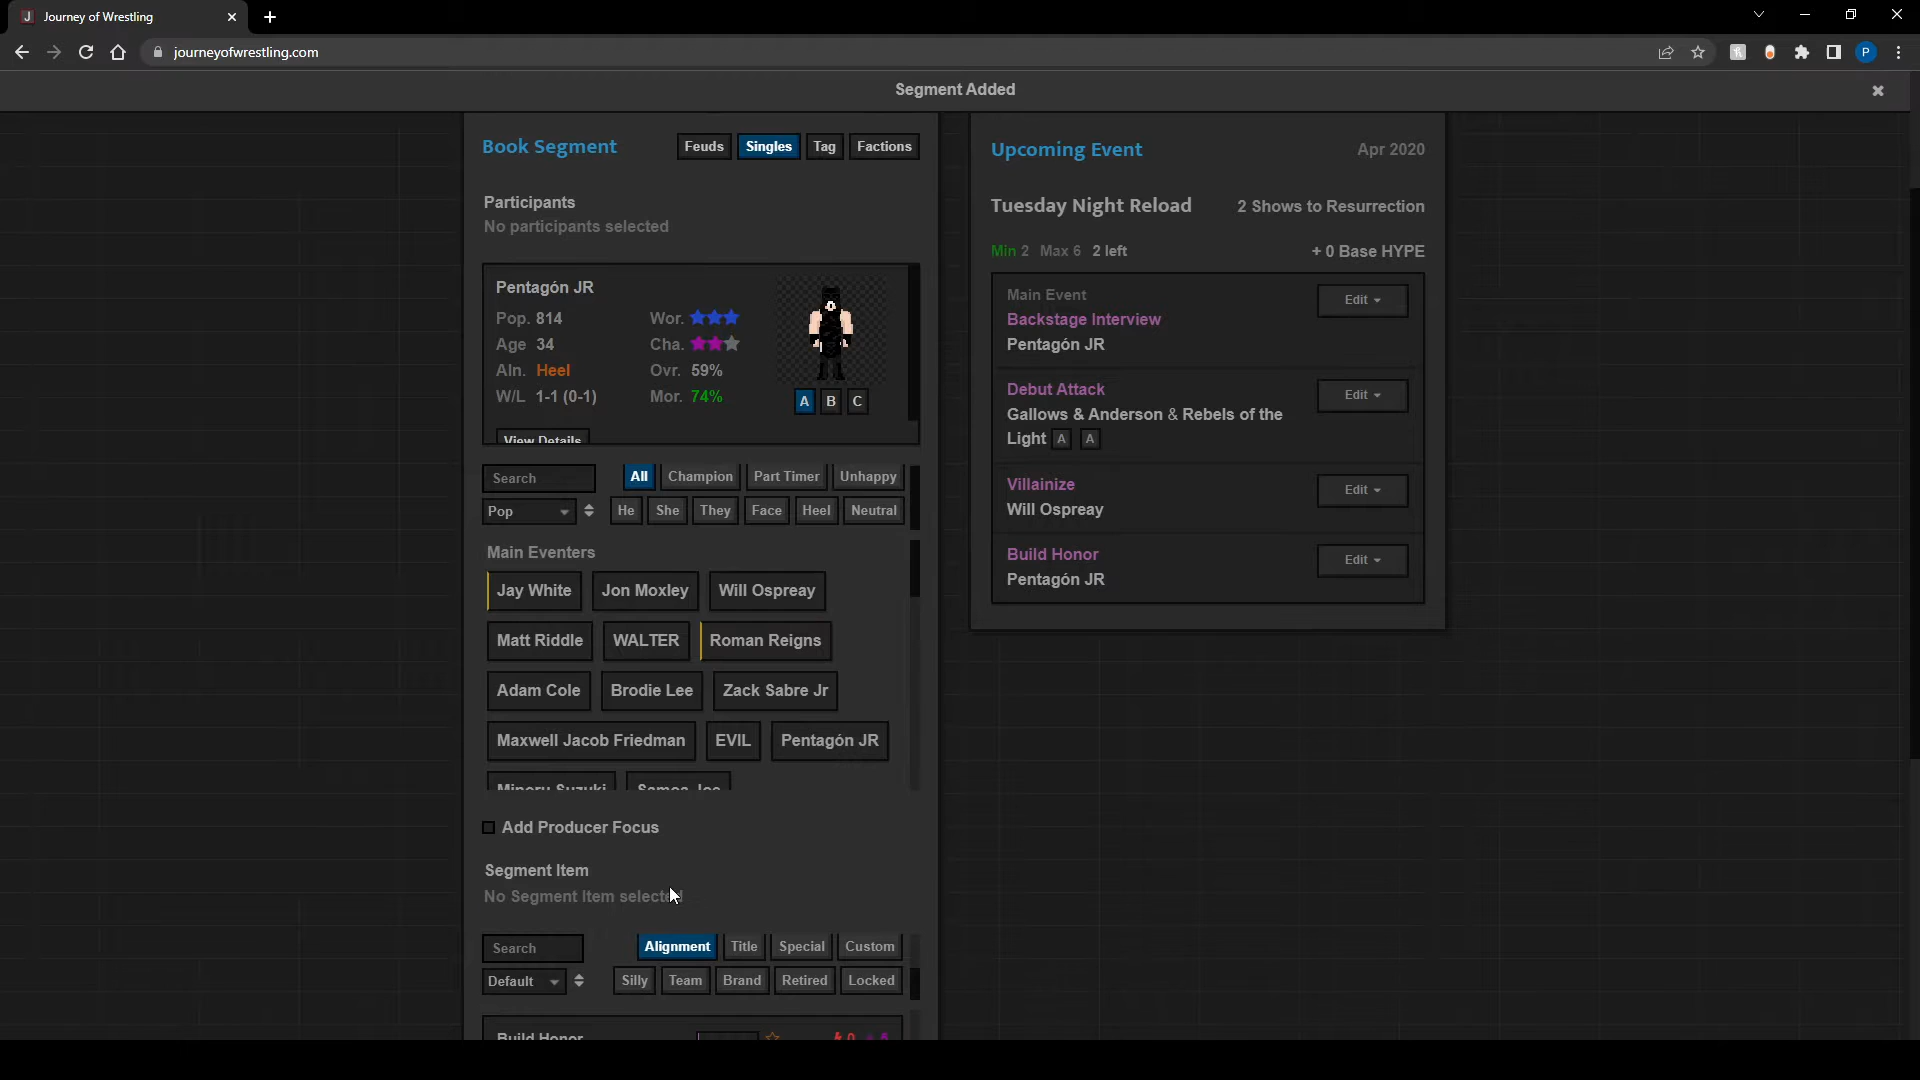 Journey of Wrestling
journeyofwrestling.com
P
Segment Added
Book Segment
Feuds Singles Tag Factions
Participants
No participants selected
Pentagón JR
Pop. 814 Wor.
Age 34 Cha.
Aln. Heel Ovr. 59%
W/L 1-1 (0-1) Mor. 74%
A B C
View Details
Search All Champion Part Timer Unhappy
Pop He She They Face Heel Neutral
Main Eventers
Jay White Jon Moxley Will Ospreay
Matt Riddle WALTER Roman Reigns
Adam Cole Brodie Lee Zack Sabre Jr
Maxwell Jacob Friedman EVIL Pentagón JR
Minoru Suzuki Samoa Joe
Add Producer Focus
Segment Item
No Segment Item selected
Search Alignment Title Special Custom
Default Silly Team Brand Retired Locked
Build Honor
Upcoming Event Apr 2020
Tuesday Night Reload 2 Shows to Resurrection
Min 2 Max 6 2 left + 0 Base HYPE
Main Event
Backstage Interview
Pentagón JR
Edit
Debut Attack
Gallows & Anderson & Rebels of the
Light A A
Edit
Villainize
Will Ospreay
Edit
Build Honor
Pentagón JR
Edit